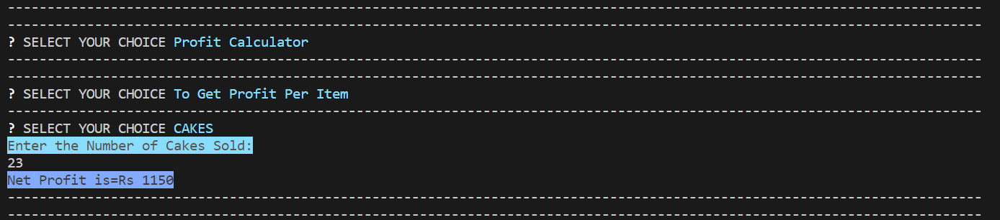 ---------------------------------------------------------------------------------------------------------------------------
---------------------------------------------------------------------------------------------------------------------------
? SELECT YOUR CHOICE Profit Calculator
---------------------------------------------------------------------------------------------------------------------------
---------------------------------------------------------------------------------------------------------------------------
? SELECT YOUR CHOICE To Get Profit Per Item
---------------------------------------------------------------------------------------------------------------------------
? SELECT YOUR CHOICE CAKES
Enter the Number of Cakes Sold:
23
Net Profit is=Rs 1150
---------------------------------------------------------------------------------------------------------------------------
---------------------------------------------------------------------------------------------------------------------------